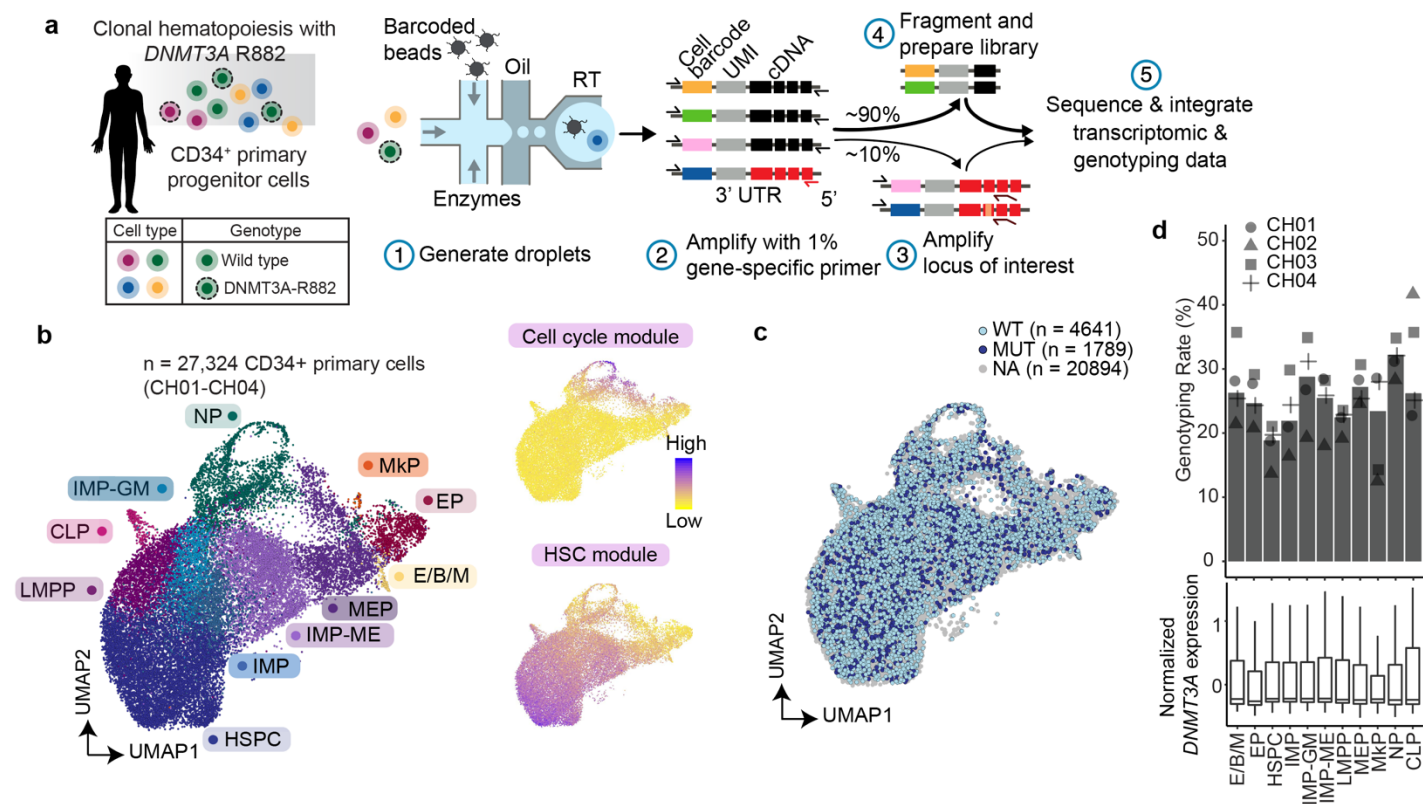 a
Clonal hematopoiesis with
DNMT3A R882
CD34⁺ primary
progenitor cells
Cell type
Genotype
Wild type
DNMT3A-R882
Barcoded
beads
Oil
RT
Enzymes
1 Generate droplets
Cell
barcode
UMI
cDNA
3’ UTR
5’
2 Amplify with 1%
gene-specific primer
~90%
~10%
4 Fragment and
prepare library
3 Amplify
locus of interest
5
Sequence & integrate
transcriptomic &
genotyping data
b
n = 27,324 CD34+ primary cells
(CH01-CH04)
NP
IMP-GM
CLP
LMPP
MkP
EP
E/B/M
MEP
IMP-ME
IMP
HSPC
UMAP2
UMAP1
Cell cycle module
High
Low
HSC module
c
WT (n = 4641)
MUT (n = 1789)
NA (n = 20894)
UMAP2
UMAP1
d
CH01
CH02
CH03
CH04
Genotyping Rate (%)
50
40
30
20
10
0
Normalized
DNMT3A expression
1
0
E/B/M
EP
HSPC
IMP
IMP-GM
IMP-ME
LMPP
MEP
MkP
NP
CLP